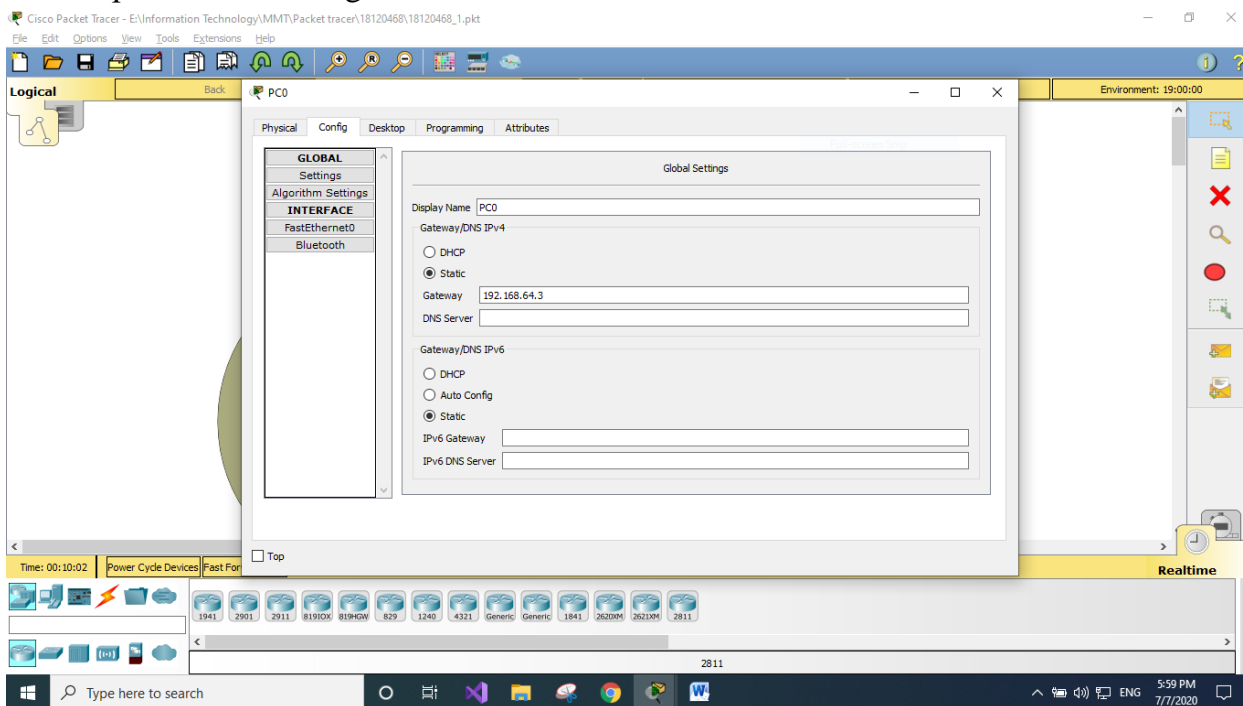 Cisco Packet Tracer - E:\Information Technology\MMT\Packet tracer\18120468\18120468_1.pkt
File Edit Options View Tools Extensions Help
Logical
Back
Environment: 19:00:00
PC0
Physical Config Desktop Programming Attributes
GLOBAL
Settings
Algorithm Settings
INTERFACE
FastEthernet0
Bluetooth
Global Settings
Display Name PC0
Gateway/DNS IPv4
DHCP
Static
Gateway 192.168.64.3
DNS Server
Gateway/DNS IPv6
DHCP
Auto Config
Static
IPv6 Gateway
IPv6 DNS Server
Top
Time: 00:10:02 Power Cycle Devices Fast For
Realtime
1941 2901 2911 819IOX 819HGW 829 1240 4321 Generic Generic 1841 2620XM 2621XM 2811
2811
Type here to search
ENG
5:59 PM
7/7/2020